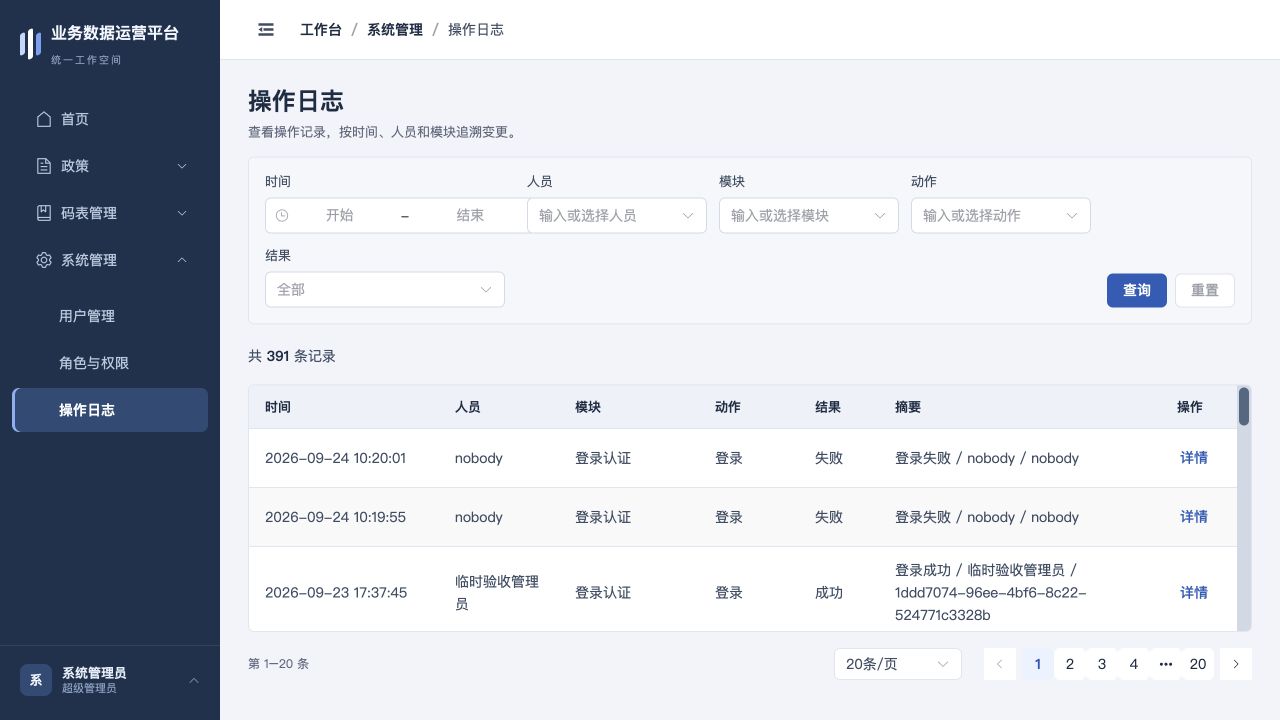 业务数据运营平台
统一工作空间
首页
政策
码表管理
系统管理
用户管理
角色与权限
操作日志
系
系统管理员
超级管理员
工作台 / 系统管理 / 操作日志
操作日志
查看操作记录，按时间、人员和模块追溯变更。
时间 人员 模块 动作
开始 – 结束 输入或选择人员 输入或选择模块 输入或选择动作
结果
全部 查询 重置
共 391 条记录
时间 人员 模块 动作 结果 摘要 操作
2026-09-24 10:20:01 nobody 登录认证 登录 失败 登录失败 / nobody / nobody 详情
2026-09-24 10:19:55 nobody 登录认证 登录 失败 登录失败 / nobody / nobody 详情
2026-09-23 17:37:45 临时验收管理员 登录认证 登录 成功 登录成功 / 临时验收管理员 /
1ddd7074-96ee-4bf6-8c22-
524771c3328b 详情
第 1—20 条 20条/页 1 2 3 4 ••• 20